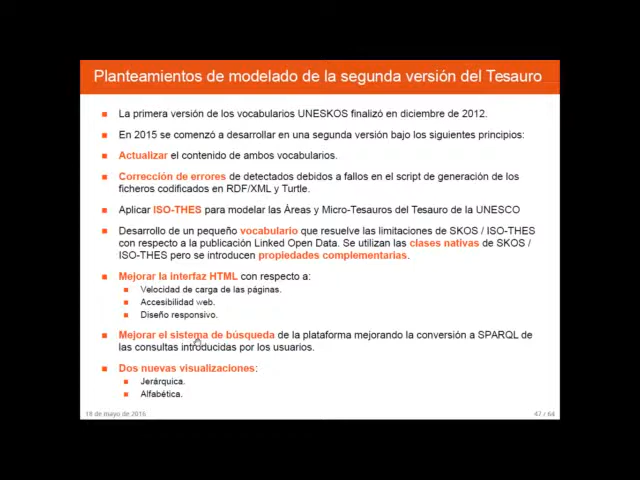 Planteamientos de modelado de la segunda versión del Tesauro
La primera versión de los vocabularios UNESKOS finalizó en diciembre de 2012.
En 2015 se comenzó a desarrollar en una segunda versión bajo los siguientes principios:
Actualizar el contenido de ambos vocabularios.
Corrección de errores de detectados debidos a fallos en el script de generación de los
ficheros codificados en RDF/XML y Turtle.
Aplicar ISO-THES para modelar las Áreas y Micro-Tesauros del Tesauro de la UNESCO
Desarrollo de un pequeño vocabulario que resuelve las limitaciones de SKOS / ISO-THES
con respecto a la publicación Linked Open Data. Se utilizan las clases nativas de SKOS /
ISO-THES pero se introducen propiedades complementarias.
Mejorar la interfaz HTML con respecto a:
Velocidad de carga de las páginas.
Accesibilidad web.
Diseño responsivo.
Mejorar el sistema de búsqueda de la plataforma mejorando la conversión a SPARQL de
las consultas introducidas por los usuarios.
Dos nuevas visualizaciones:
Jerárquica.
Alfabética.
18 de mayo de 2016
47 / 64